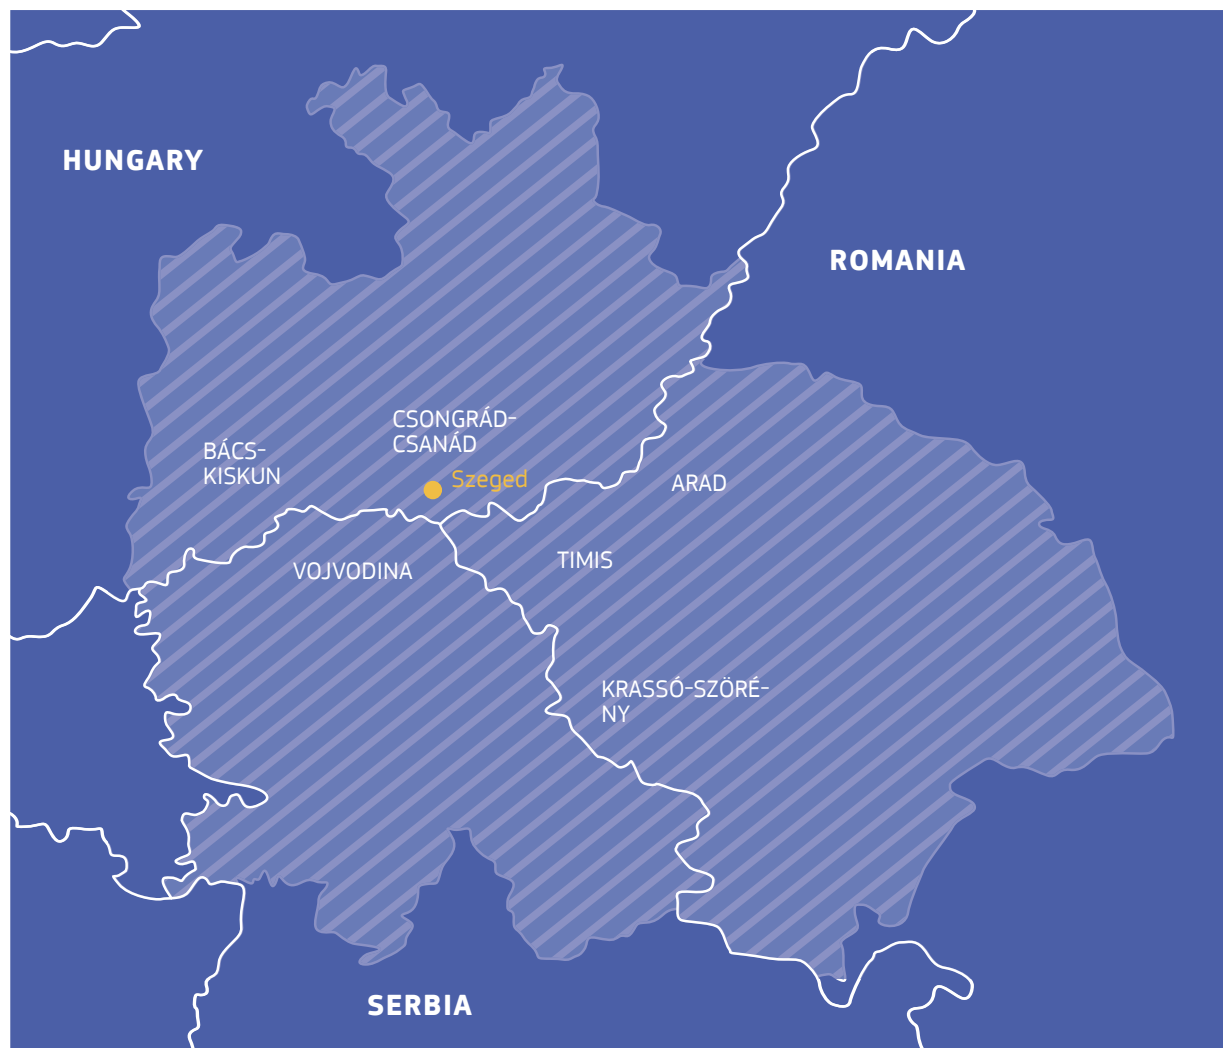 HUNGARY
ROMANIA
CSONGRÁD-
CSANÁD
BÁCS-
KISKUN
Szeged
ARAD
VOJVODINA
TIMIS
KRASSÓ-SZÖRÉ-
NY
SERBIA